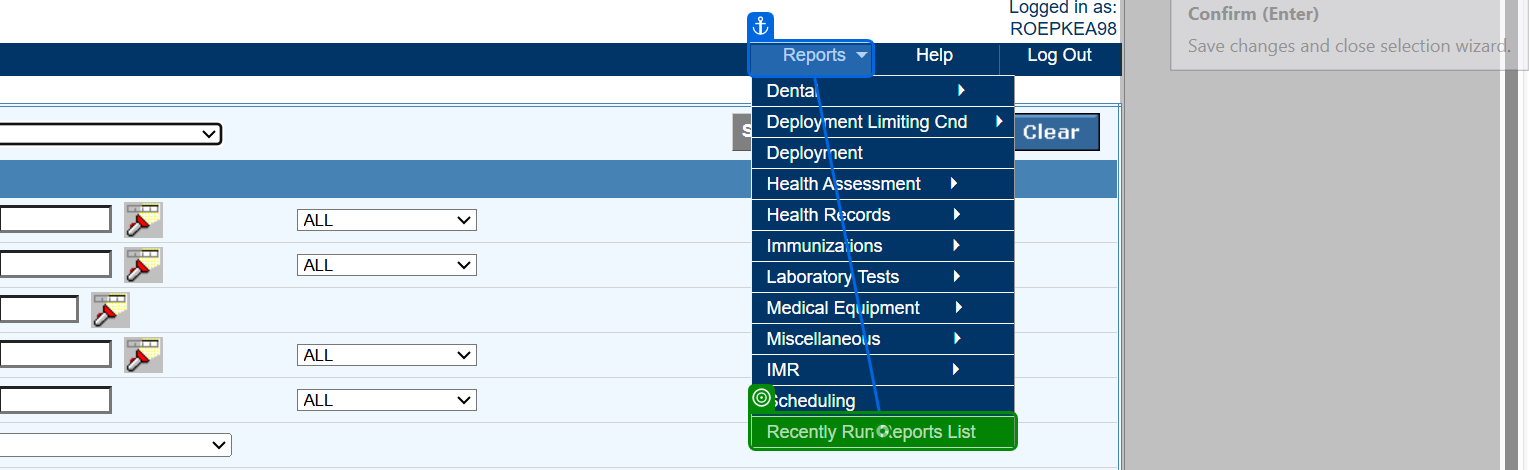 Logged in as:
ROEPKEA98
Confirm (Enter)
Save changes and close selection wizard.
Reports
Help
Log Out
Dental
Deployment Limiting Cnd
Clear
Deployment
Health Assessment
Health Records
ALL
Immunizations
ALL
Laboratory Tests
Medical Equipment
Miscellaneous
ALL
IMR
Scheduling
ALL
Recently Run Reports List